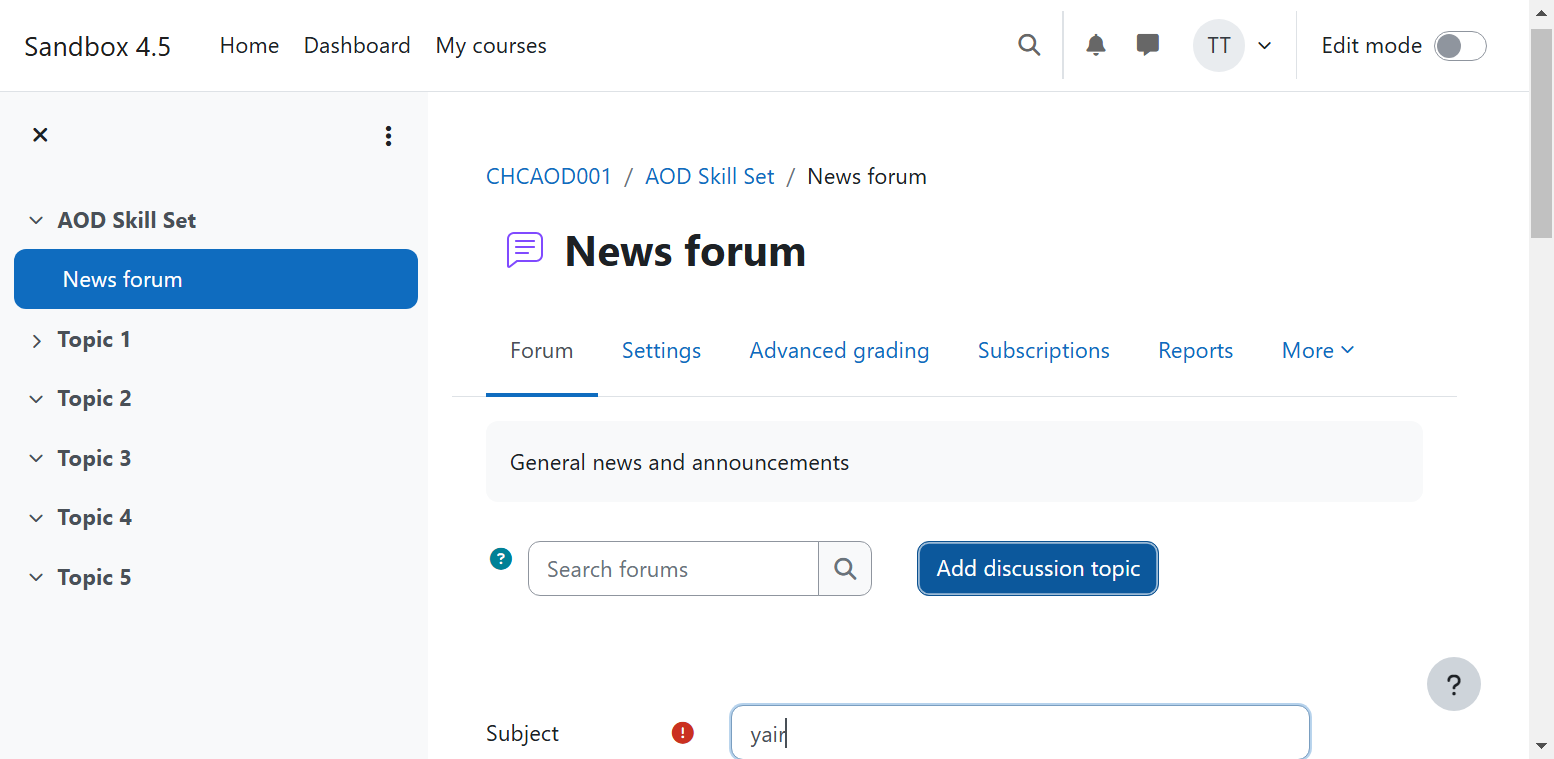 Sandbox 4.5 Home Dashboard My courses TT Edit mode
AOD Skill Set
News forum
Topic 1
Topic 2
Topic 3
Topic 4
Topic 5
CHCAOD001 / AOD Skill Set / News forum
News forum
Forum Settings Advanced grading Subscriptions Reports More
General news and announcements
? Search forums Add discussion topic
?
Subject ! yair